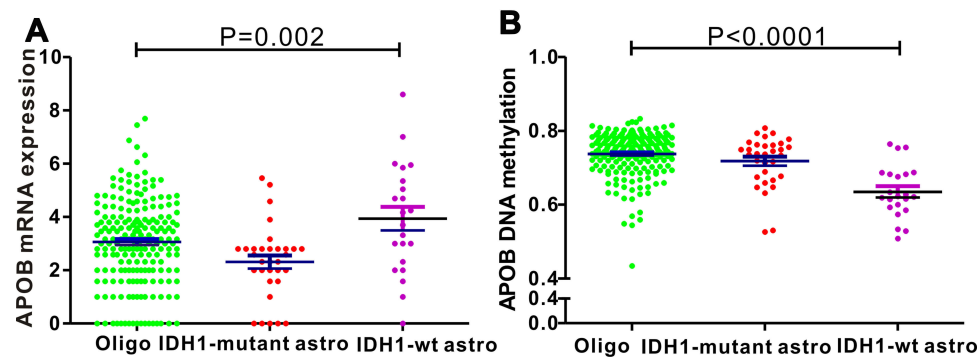 A
P=0.002
APOB mRNA expression
10
8
6
4
2
0
Oligo IDH1-mutant astro IDH1-wt astro
B
P<0.0001
APOB DNA methylation
1.0
0.8
0.6
0.4
0.4
0.0
Oligo IDH1-mutant astro IDH1-wt astro